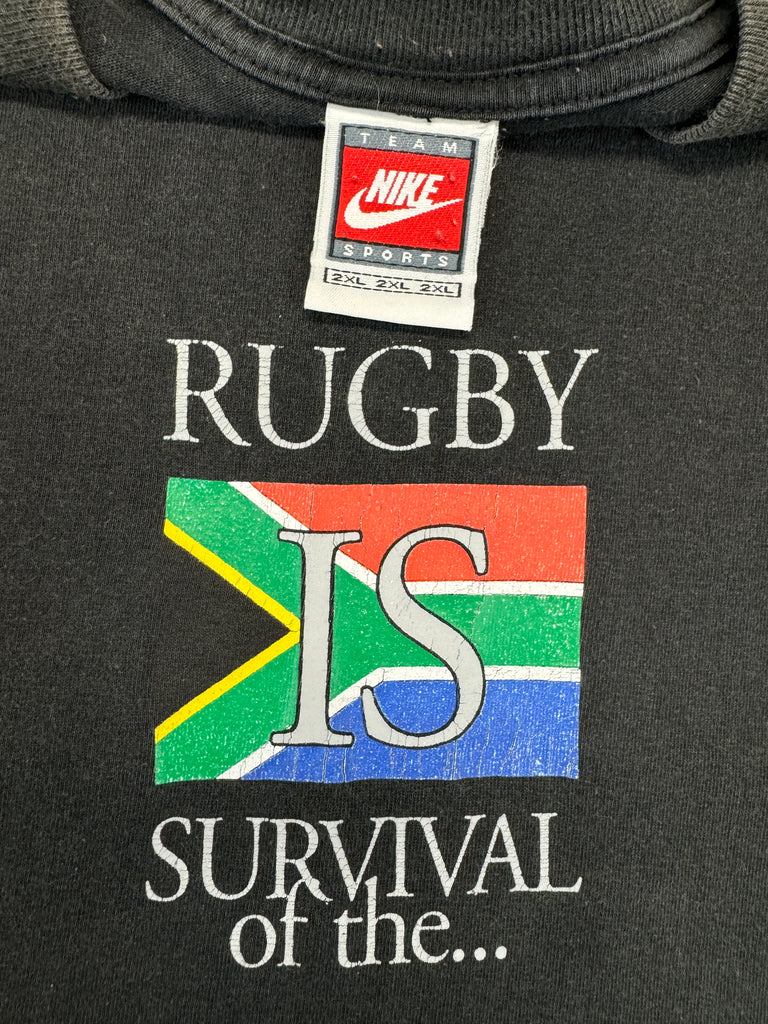 TEAM
NIKE
SPORTS
2XL 2XL 2XL
RUGBY
IS
SURVIVAL
of the...